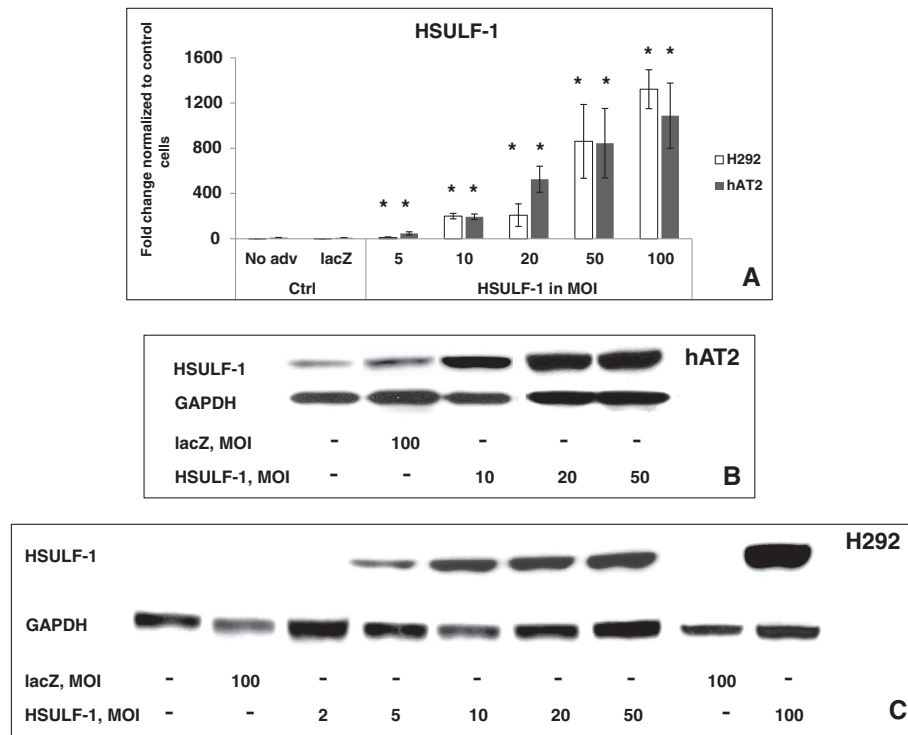 HSULF-1
Fold change normalized to control
cells
1600
1200
800
400
0
* * * * * * * * * *
H292
hAT2
No adv lacZ 5 10 20 50 100
Ctrl HSULF-1 in MOI
A
HSULF-1 hAT2
GAPDH
lacZ, MOI - 100 - - -
HSULF-1, MOI - - 10 20 50
B
HSULF-1 H292
GAPDH
lacZ, MOI - 100 - - - - - 100 -
HSULF-1, MOI - - 2 5 10 20 50 - 100
C